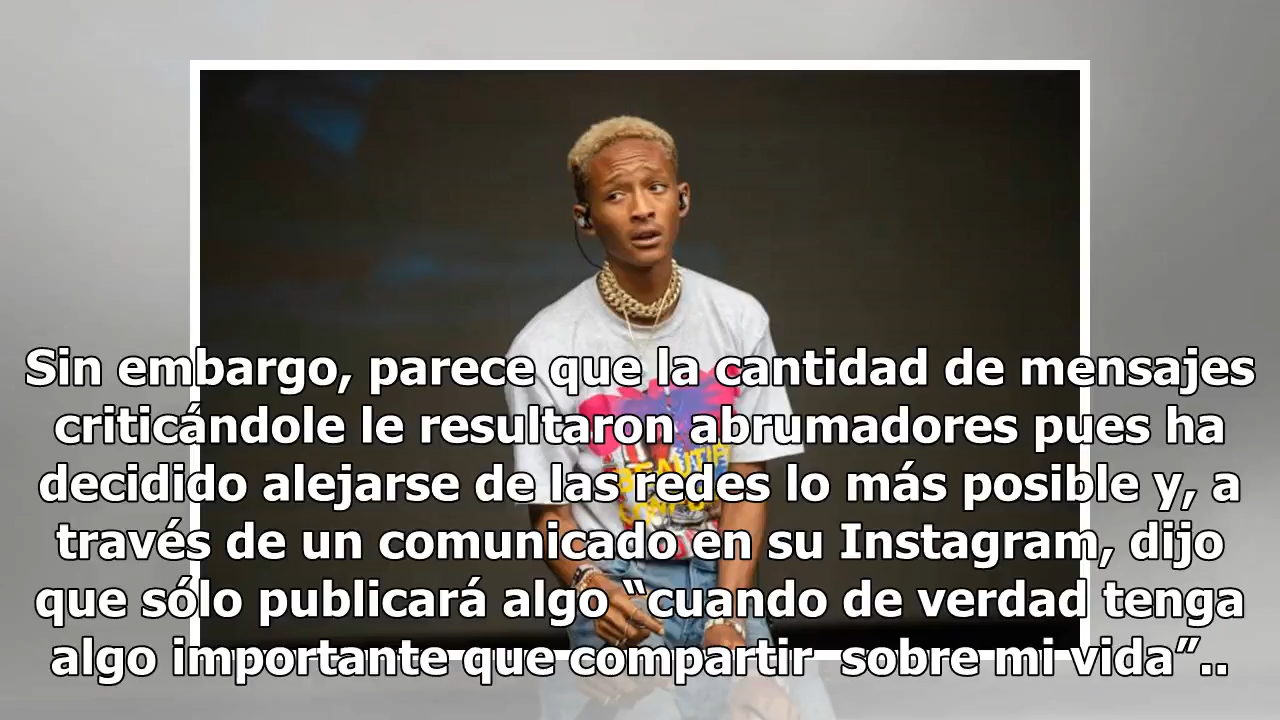 Sin embargo, parece que la cantidad de mensajes
criticándole le resultaron abrumadores pues ha
decidido alejarse de las redes lo más posible y, a
través de un comunicado en su Instagram, dijo
que sólo publicará algo “cuando de verdad tenga
algo importante que compartir  sobre mi vida”..